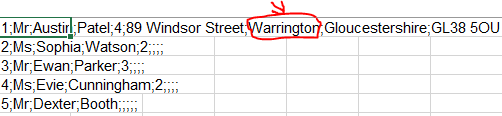 1;Mr;Austin;Patel;4;89 Windsor Street;Warrington;Gloucestershire;GL38 5OU
2;Ms;Sophia;Watson;2;;;;
3;Mr;Ewan;Parker;3;;;;
4;Ms;Evie;Cunningham;2;;;;
5;Mr;Dexter;Booth;;;;;